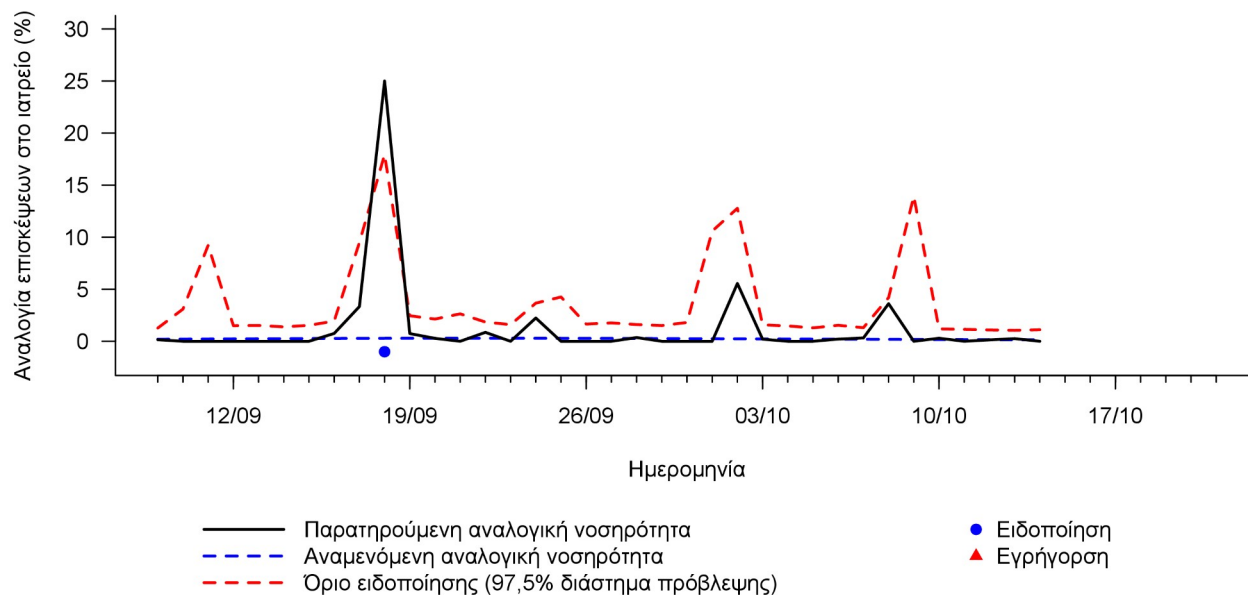 Αναλογία επισκέψεων στο ιατρείο (%)
30
25
20
15
10
5
0
12/09 19/09 26/09 03/10 10/10 17/10
Ημερομηνία
Παρατηρούμενη αναλογική νοσηρότητα
Αναμενόμενη αναλογική νοσηρότητα
Όριο ειδοποίησης (97,5% διάστημα πρόβλεψης)
Ειδοποίηση
Εγρήγορση